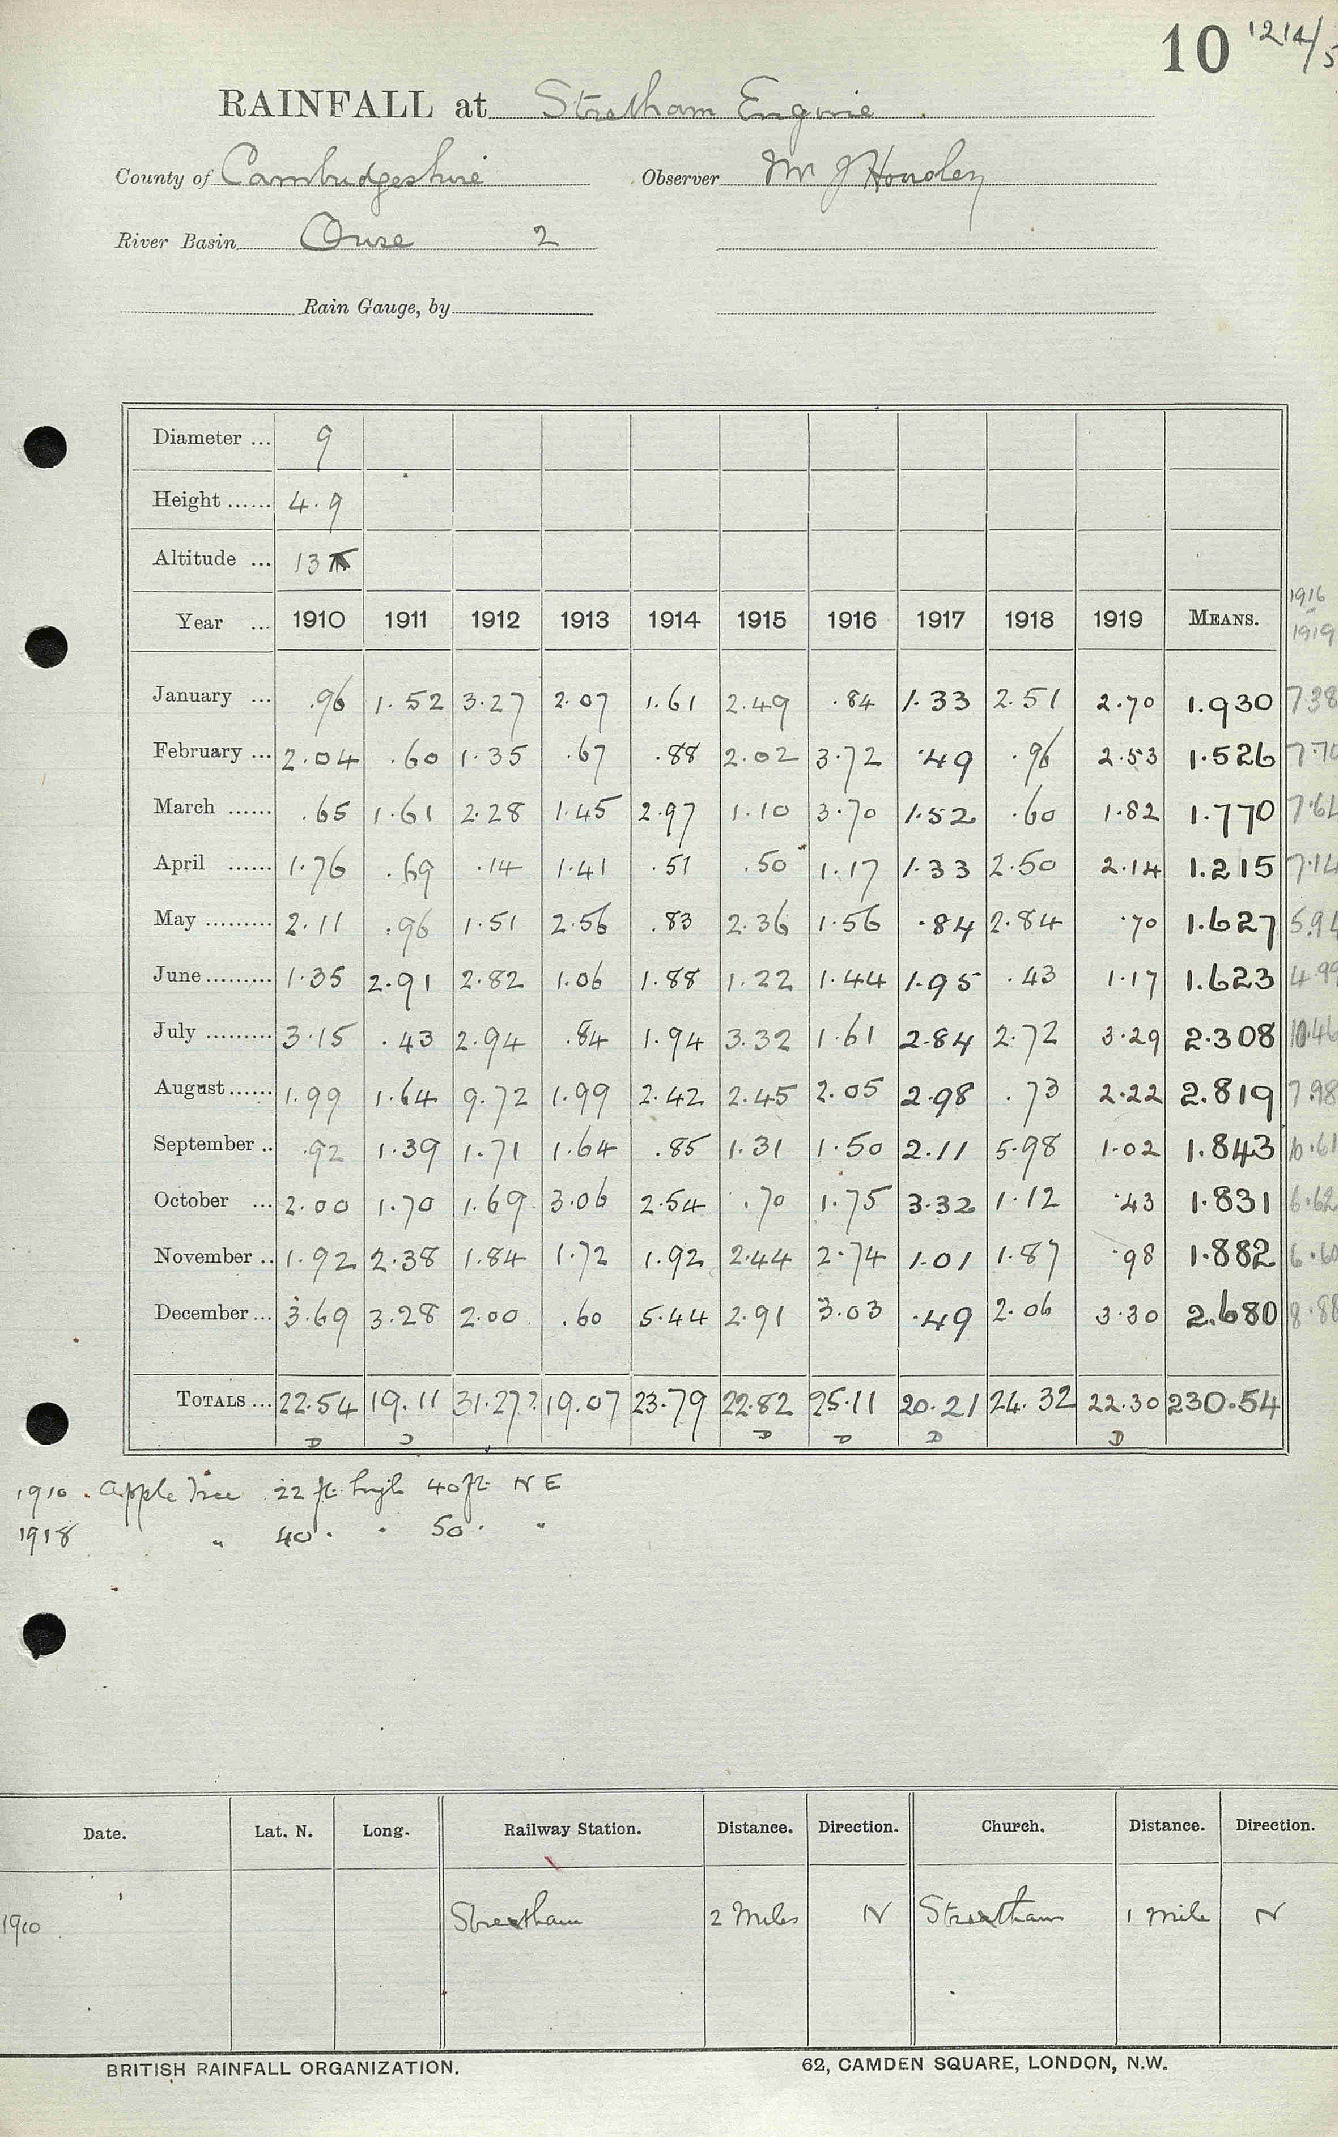 10 1214/5
RAINFALL at Stretham Engine
County of Cambridgeshire Observer Mr J
River Basin Ouse 2
Rain Gauge, by
Diameter ... 9
Height ...... 4.9
Altitude ... 13
Year ... 1910 1911 1912 1913 1914 1915 1916 1917 1918 1919 MEANS. 1916 1919
January ... .96 1.52 3.27 2.07 1.61 2.49 .84 1.33 2.51 2.70 1.930 7.38
February ... 2.04 .60 1.35 .67 .88 2.02 3.72 .49 .96 2.53 1.526 7.70
March ...... .65 1.61 2.28 1.45 2.97 1.10 3.70 1.52 .60 1.82 1.770
April ...... 1.76 .69 .14 1.41 .51 .50 1.17 1.33 2.50 2.14 1.215 7.14
May ......... 2.11 .96 1.51 2.56 .83 2.36 1.56 .84 2.84 .70 1.627 5.94
June ......... 1.35 2.91 2.82 1.06 1.88 1.22 1.44 1.95 .43 1.17 1.623 4.99
July ......... 3.15 .43 2.94 .84 1.94 3.32 1.61 2.84 2.72 3.29 2.308 10.46
August ...... 1.99 1.64 9.72 1.99 2.42 2.45 2.05 2.98 .73 2.22 2.819 7.98
September .. .92 1.39 1.71 1.64 .85 1.31 1.50 2.11 5.98 1.02 1.843 10.61
October ... 2.00 1.70 1.69 3.06 2.54 .70 1.75 3.32 1.12 .43 1.831 6.62
November .. 1.92 2.38 1.84 1.72 1.92 2.44 2.74 1.01 1.87 .98 1.882 6.60
December ... 3.69 3.28 2.00 .60 5.44 2.91 3.03 .49 2.06 3.30 2.680 8.88
TOTALS ... 22.54 19.11 31.27? 19.07 23.79 22.82 25.11 20.21 24.32 22.30 230.54
D D D D D D
1910. Apple Tree 22 ft. high 40 ft. NE
1918 " 40 . " 50 . "
Date. Lat. N. Long. Railway Station. Distance. Direction. Church. Distance. Direction.
1910 Stretham 2 Miles N Stretham 1 mile N
BRITISH RAINFALL ORGANIZATION. 62, CAMDEN SQUARE, LONDON, N.W.